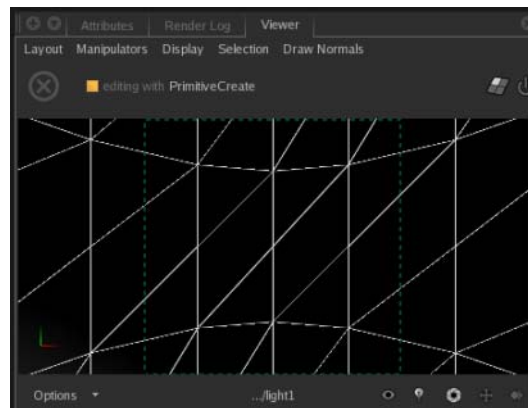 Attributes Render Log Viewer
Layout Manipulators Display Selection Draw Normals
editing with PrimitiveCreate
Options .../light1